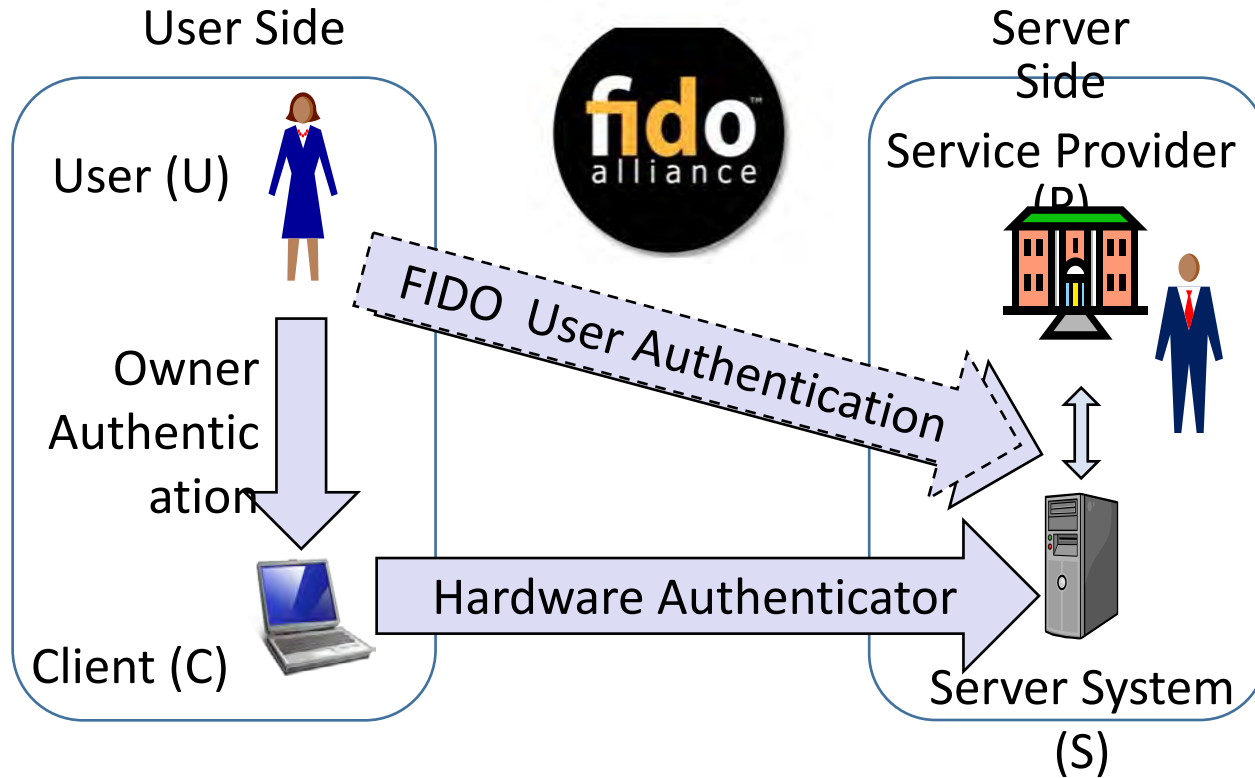 User Side
Server
Side
fido™
alliance
User (U)
Service Provider
(P)
FIDO User Authentication
Owner
Authentic
ation
Hardware Authenticator
Client (C)
Server System
(S)